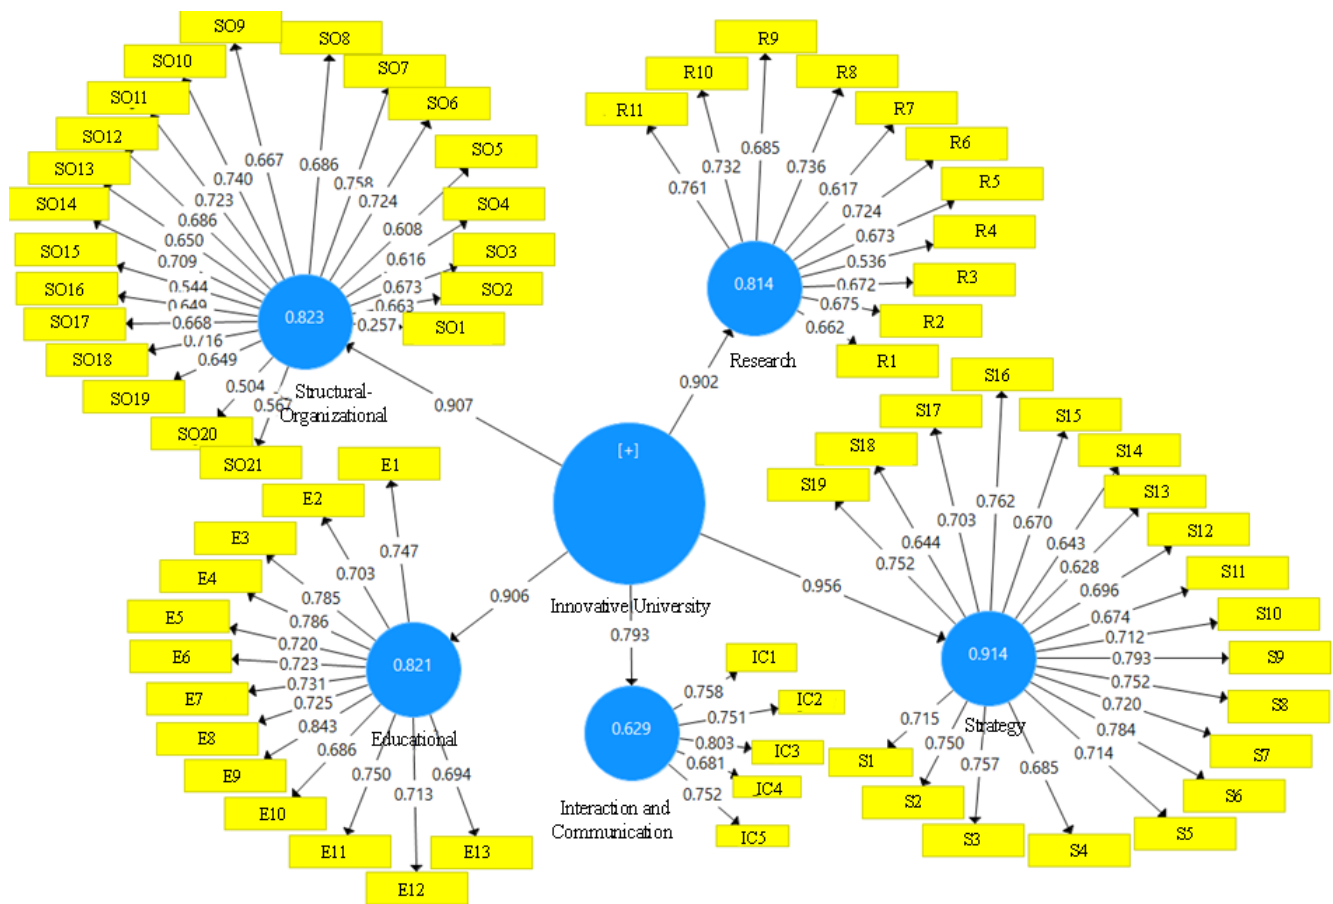 SO9
SO8
SO10
SO7
SO11
SO6
SO12
SO5
SO13
SO4
SO14
SO3
SO15
SO2
SO16
SO1
SO17
SO18
SO19
SO20
SO21
0.667
0.686
0.740
0.758
0.723
0.724
0.686
0.608
0.650
0.616
0.709
0.673
0.544
0.663
0.649
0.257
0.668
0.716
0.649
0.504
0.567
0.823
Structural-
Organizational
0.907
R9
R10
R8
R11
R7
R6
R5
R4
R3
R2
R1
0.685
0.732
0.736
0.761
0.617
0.724
0.673
0.536
0.672
0.675
0.662
0.814
Research
0.902
[+]
Innovative University
0.906
0.793
0.956
E1
E2
E3
E4
E5
E6
E7
E8
E9
E10
E11
E12
E13
0.747
0.703
0.785
0.786
0.720
0.723
0.731
0.725
0.843
0.686
0.750
0.713
0.694
0.821
Educational
IC1
IC2
IC3
IC4
IC5
0.758
0.751
0.803
0.681
0.752
0.629
Interaction and
Communication
S16
S17
S15
S18
S14
S19
S13
S12
S11
S10
S9
S8
S7
S6
S5
S4
S3
S2
S1
0.762
0.703
0.670
0.644
0.643
0.752
0.628
0.696
0.674
0.712
0.793
0.752
0.720
0.784
0.714
0.685
0.757
0.750
0.715
0.914
Strategy